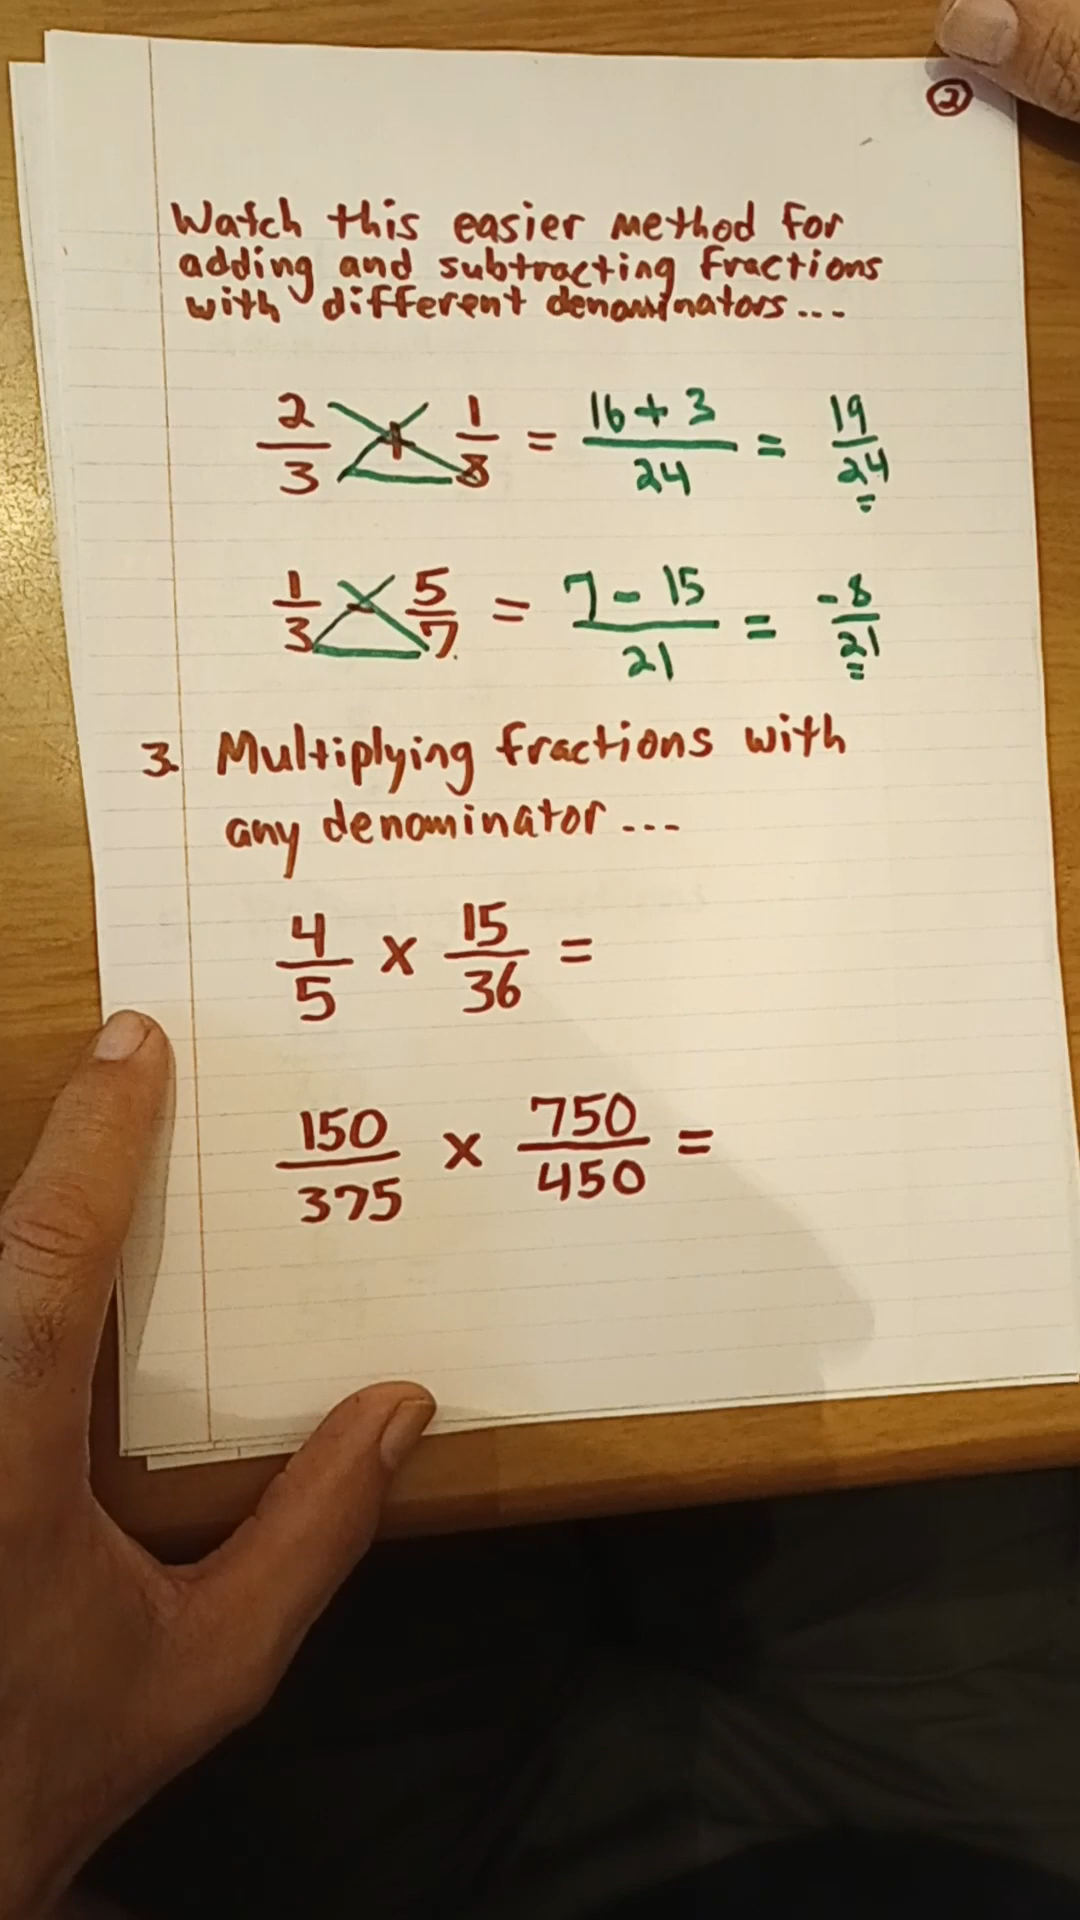 ②
Watch this easier method for
adding and subtracting fractions
with different denominators...
2/3 + 1/8 = 16 + 3/24 = 19/24
1/3 - 5/7 = 7 - 15/21 = -8/21
3. Multiplying fractions with
any denominator...
4/5 x 15/36 =
150/375 x 750/450 =